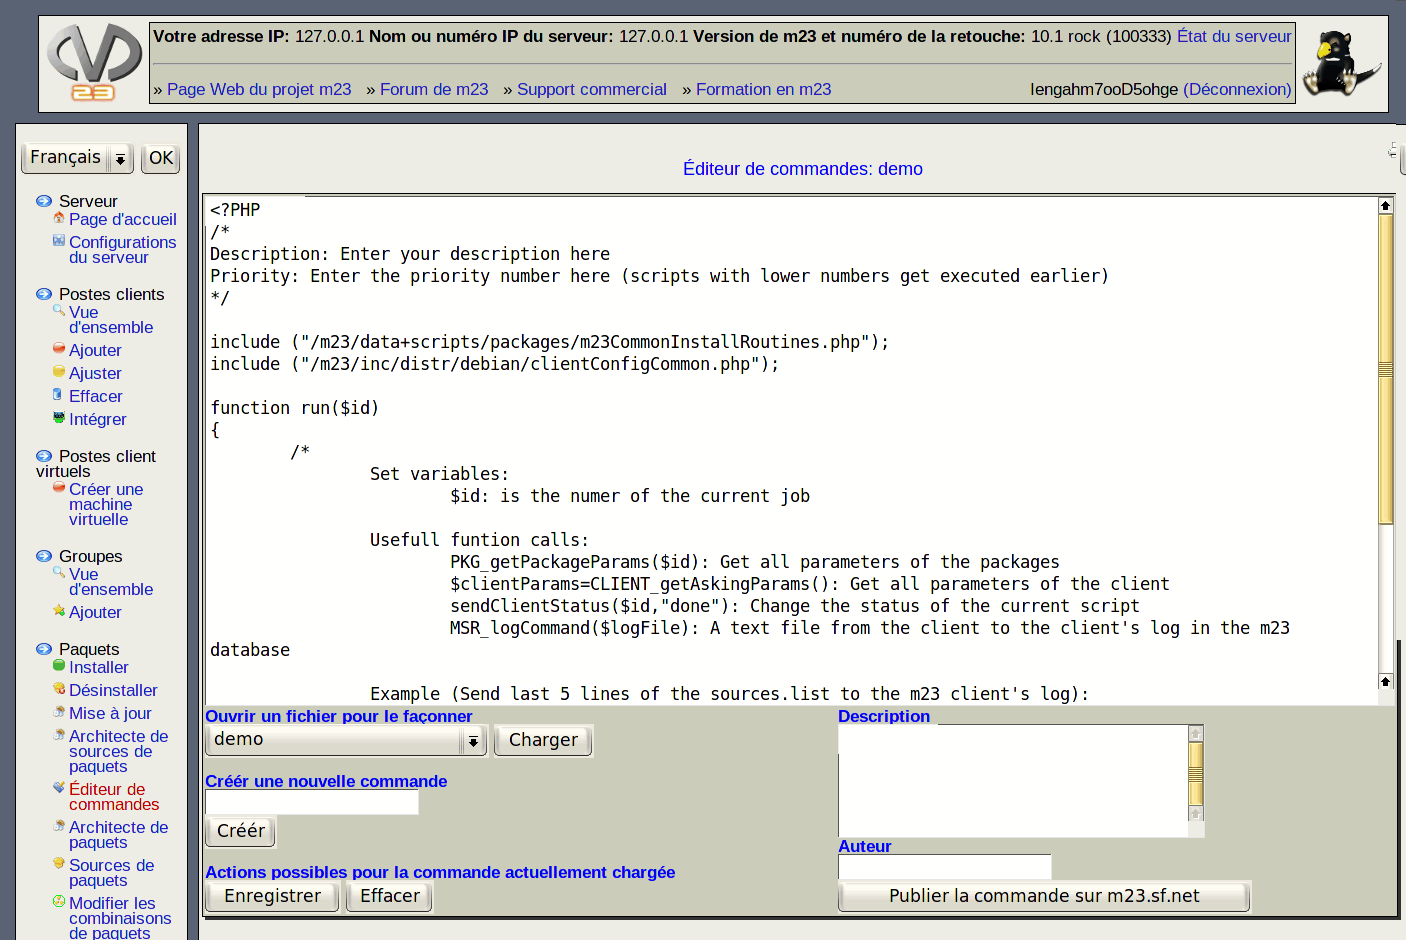 23
Votre adresse IP: 127.0.0.1 Nom ou numéro IP du serveur: 127.0.0.1 Version de m23 et numéro de la retouche: 10.1 rock (100333) État du serveur
» Page Web du projet m23 » Forum de m23 » Support commercial » Formation en m23 Iengahm7ooD5ohge (Déconnexion)
Français OK
Serveur
Page d'accueil
Configurations
du serveur
Postes clients
Vue
d'ensemble
Ajouter
Ajuster
Effacer
Intégrer
Postes client
virtuels
Créer une
machine
virtuelle
Groupes
Vue
d'ensemble
Ajouter
Paquets
Installer
Désinstaller
Mise à jour
Architecte de
sources de
paquets
Éditeur de
commandes
Architecte de
paquets
Sources de
paquets
Modifier les
combinaisons
de paquets
Éditeur de commandes: demo
<?PHP
/*
Description: Enter your description here
Priority: Enter the priority number here (scripts with lower numbers get executed earlier)
*/
include ("/m23/data+scripts/packages/m23CommonInstallRoutines.php");
include ("/m23/inc/distr/debian/clientConfigCommon.php");
function run($id)
{
/*
Set variables:
$id: is the numer of the current job
Usefull funtion calls:
PKG_getPackageParams($id): Get all parameters of the packages
$clientParams=CLIENT_getAskingParams(): Get all parameters of the client
sendClientStatus($id,"done"): Change the status of the current script
MSR_logCommand($logFile): A text file from the client to the client's log in the m23
database
Example (Send last 5 lines of the sources.list to the m23 client's log):
Ouvrir un fichier pour le façonner
demo Charger
Créér une nouvelle commande
Créér
Actions possibles pour la commande actuellement chargée
Enregistrer Effacer
Description
Auteur
Publier la commande sur m23.sf.net